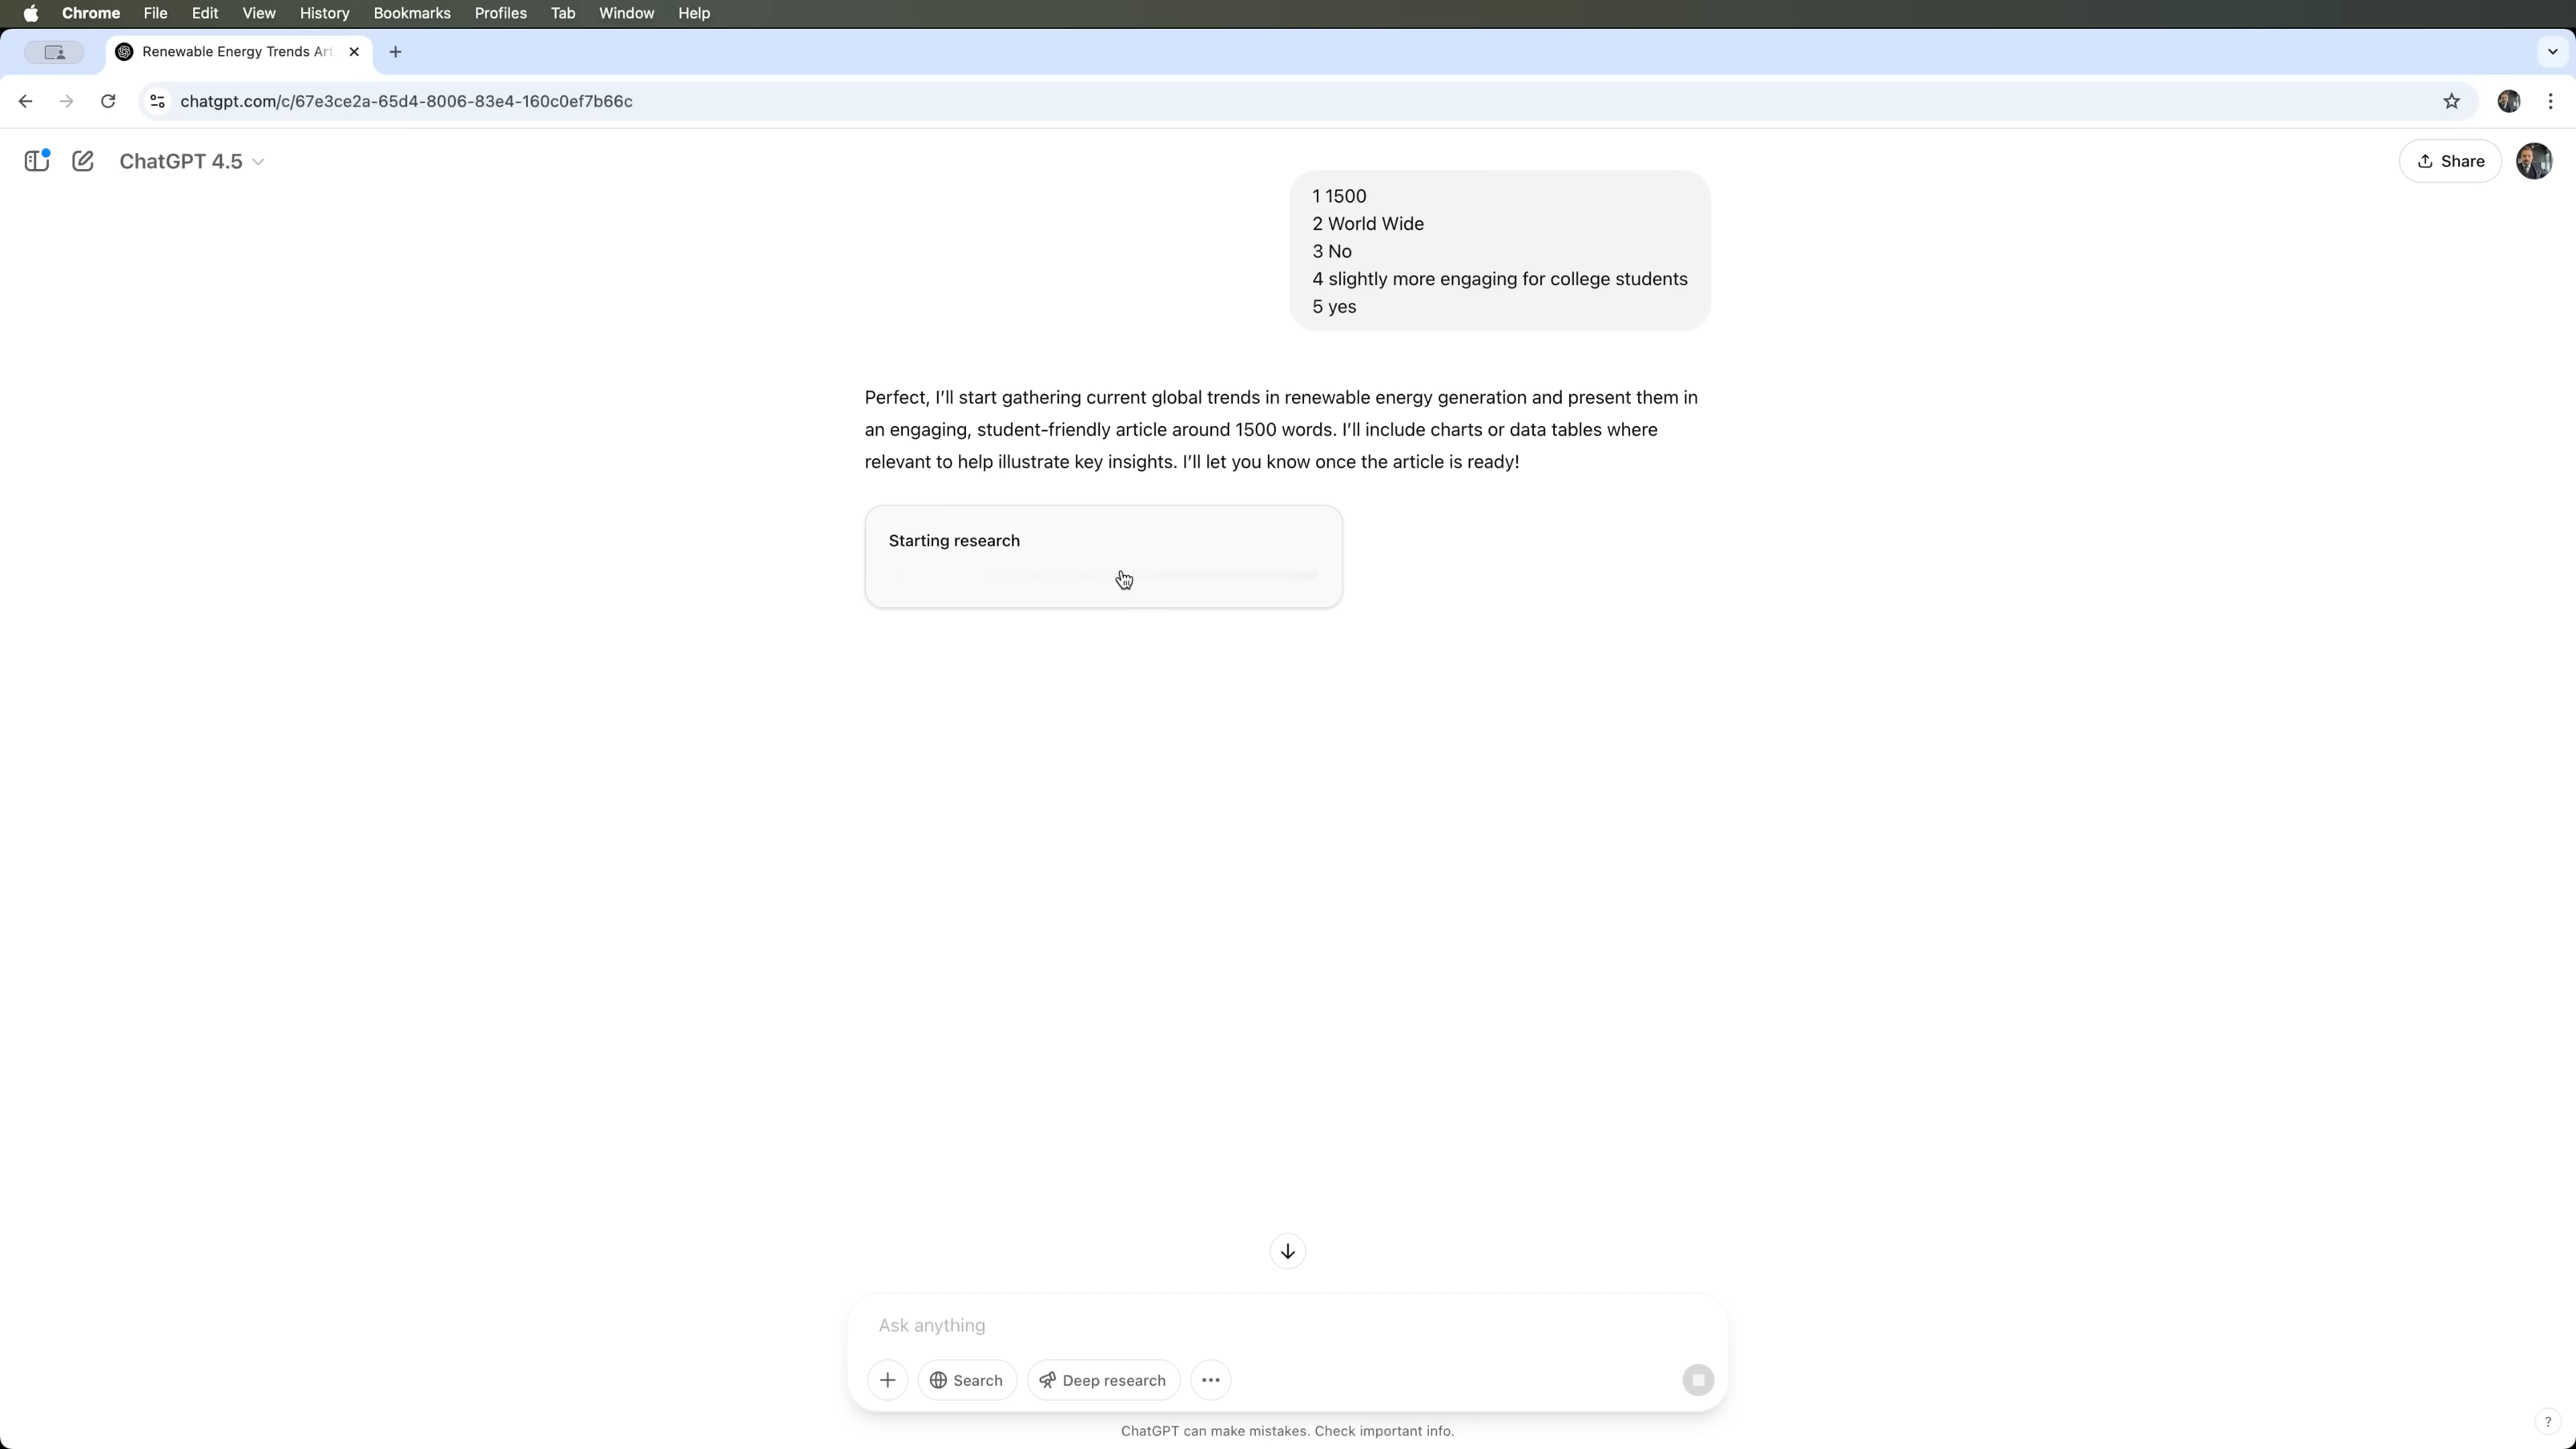 Chrome File Edit View History Bookmarks Profiles Tab Window Help
Renewable Energy Trends Art
chatgpt.com/c/67e3ce2a-65d4-8006-83e4-160c0ef7b66c
ChatGPT 4.5
Share
1 1500
2 World Wide
3 No
4 slightly more engaging for college students
5 yes
Perfect, I’ll start gathering current global trends in renewable energy generation and present them in
an engaging, student-friendly article around 1500 words. I’ll include charts or data tables where
relevant to help illustrate key insights. I’ll let you know once the article is ready!
Starting research
Ask anything
Search Deep research
ChatGPT can make mistakes. Check important info.
?